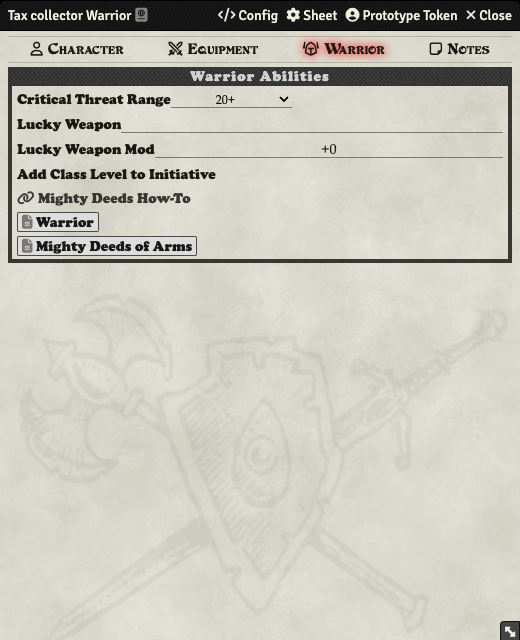 Tax collector Warrior Config Sheet Prototype Token Close
Character Equipment Warrior Notes
Warrior Abilities
Critical Threat Range 20+
Lucky Weapon
Lucky Weapon Mod +0
Add Class Level to Initiative
Mighty Deeds How-To
Warrior
Mighty Deeds of Arms